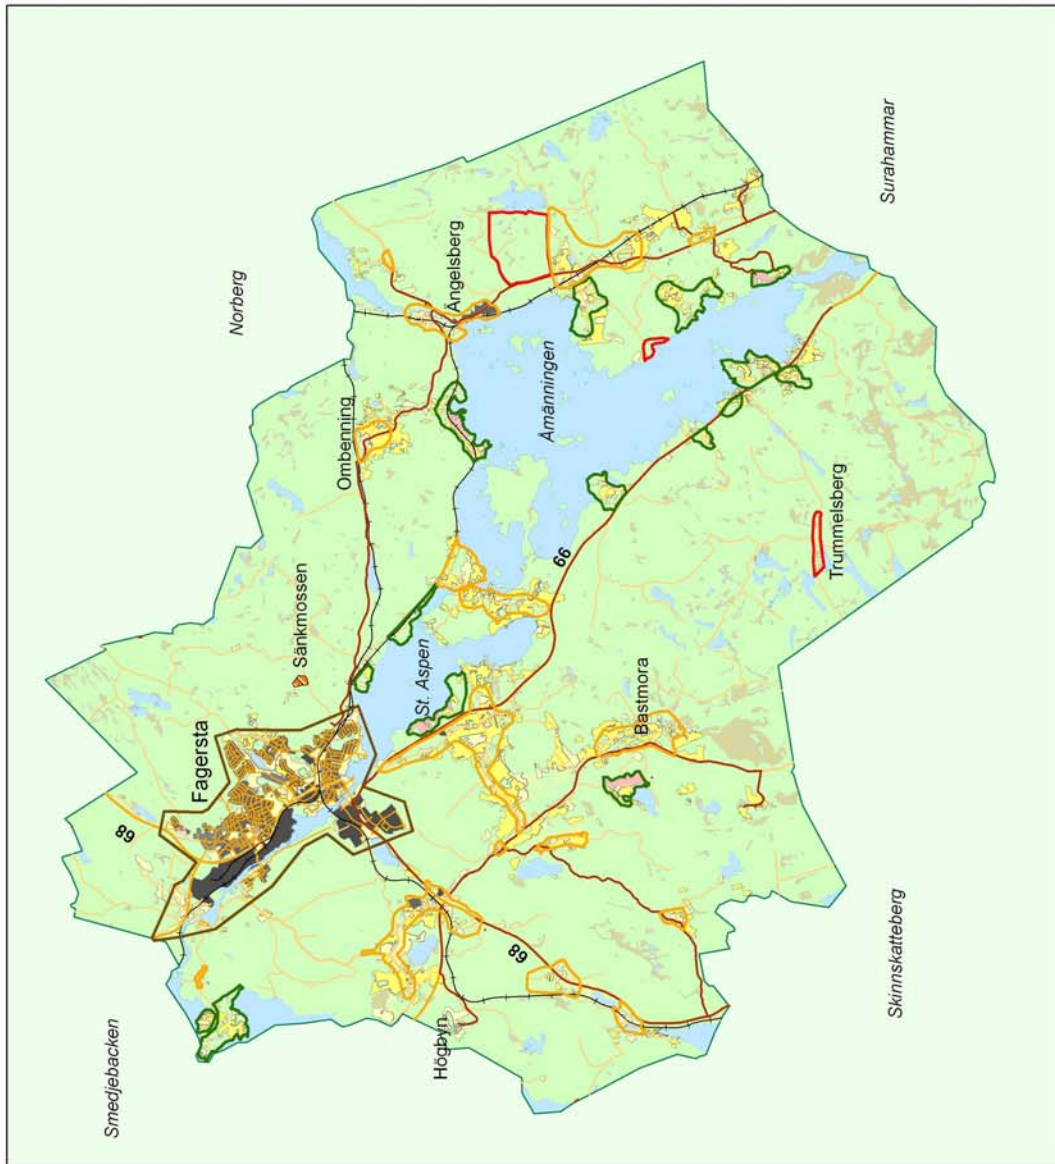 Smedjebacken
68
Fagersta
Norberg
Sänkmossen
Ombenning
St. Aspen
Högbyn
Ängelsberg
68
Åmänningen
66
Bastmora
Trummelsberg
Skinnskatteberg
Surahammar